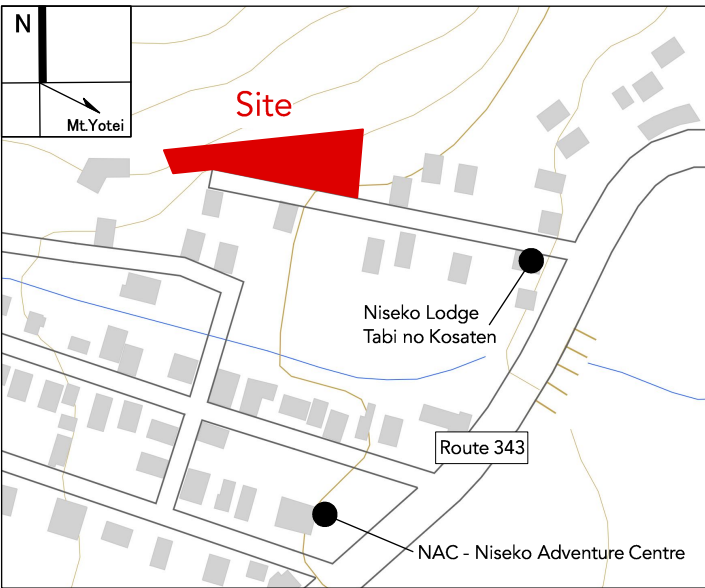 N
Mt.Yotei
Site
Niseko Lodge
Tabi no Kosaten
Route 343
NAC - Niseko Adventure Centre